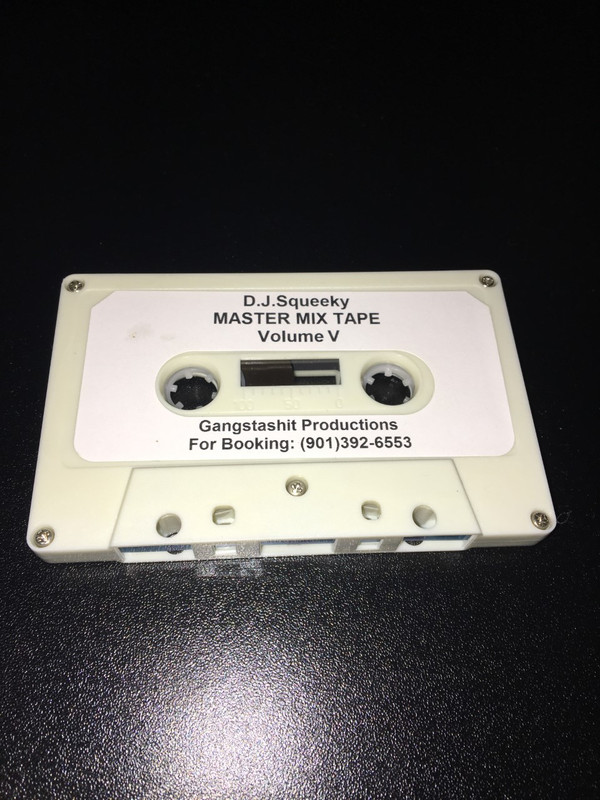 D.J.Squeeky
MASTER MIX TAPE
Volume V
Gangstashit Productions
For Booking: (901)392-6553